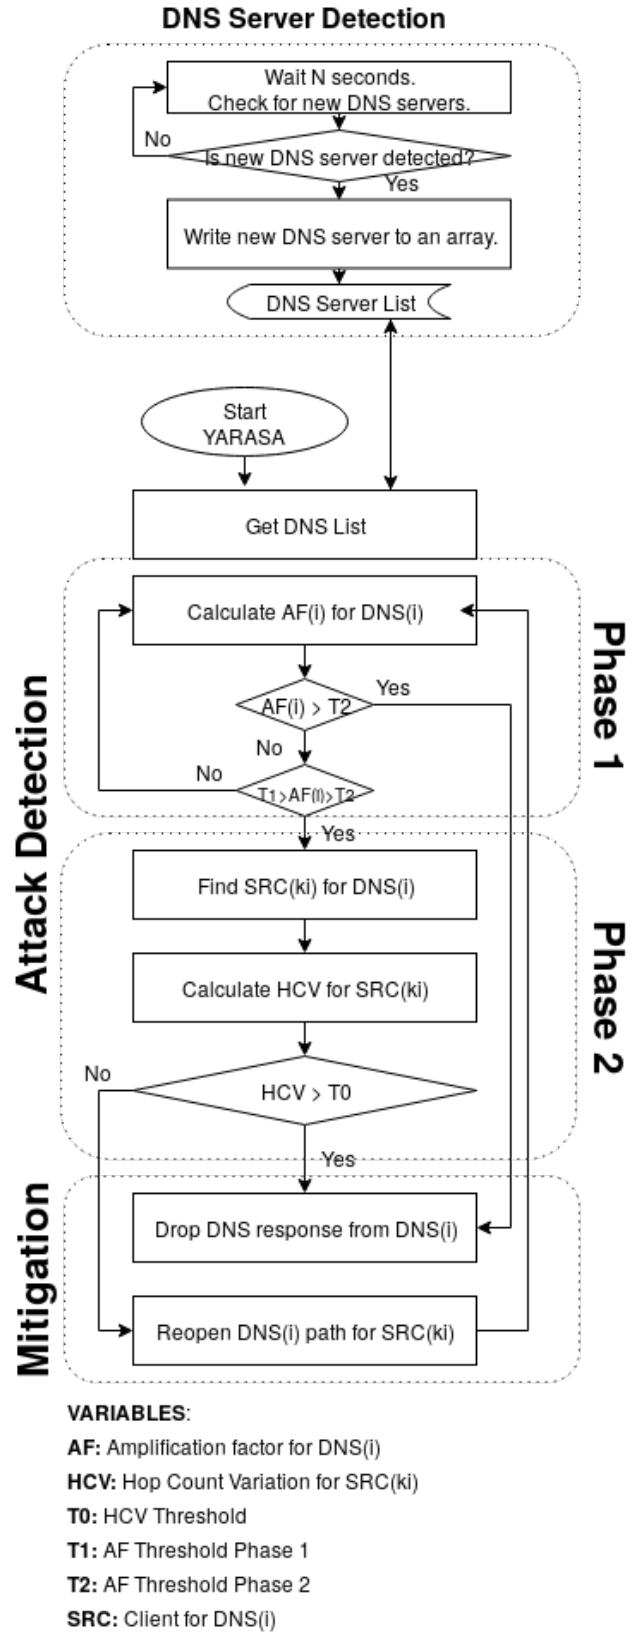 DNS Server Detection
Wait N seconds.
Check for new DNS servers.
No
Is new DNS server detected?
Yes
Write new DNS server to an array.
DNS Server List
Start
YARASA
Get DNS List
Attack Detection
Phase 1
Calculate AF(i) for DNS(i)
AF(i) > T2
Yes
No
No
T1>AF(i)>T2
Yes
Phase 2
Find SRC(ki) for DNS(i)
Calculate HCV for SRC(ki)
No
HCV > T0
Yes
Mitigation
Drop DNS response from DNS(i)
Reopen DNS(i) path for SRC(ki)
VARIABLES:
AF: Amplification factor for DNS(i)
HCV: Hop Count Variation for SRC(ki)
T0: HCV Threshold
T1: AF Threshold Phase 1
T2: AF Threshold Phase 2
SRC: Client for DNS(i)